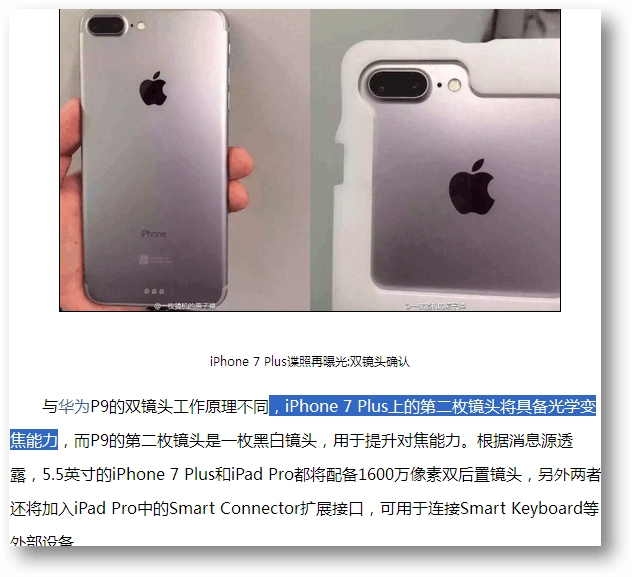 iPhone
@一枚搞机的原子弹
@一枚搞机的原子弹
iPhone 7 Plus谍照再曝光:双镜头确认
与华为P9的双镜头工作原理不同，iPhone 7 Plus上的第二枚镜头将具备光学变
焦能力，而P9的第二枚镜头是一枚黑白镜头，用于提升对焦能力。根据消息源透
露，5.5英寸的iPhone 7 Plus和iPad Pro都将配备1600万像素双后置镜头，另外两者
还将加入iPad Pro中的Smart Connector扩展接口，可用于连接Smart Keyboard等
外部设备